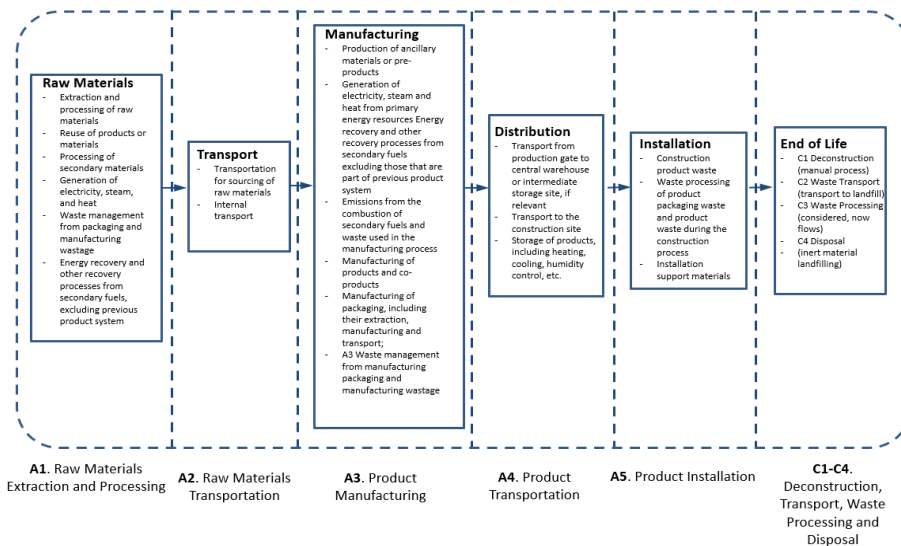 Raw Materials
- Extraction and
processing of raw
materials
- Reuse of products or
materials
- Processing of
secondary materials
- Generation of
electricity, steam,
and heat
- Waste management
from packaging and
manufacturing
wastage
- Energy recovery and
other recovery
processes from
secondary fuels,
excluding previous
product system
Transport
- Transportation
for sourcing of
raw materials
- Internal
transport
Manufacturing
- Production of ancillary
materials or pre-
products
- Generation of
electricity, steam and
heat from primary
energy resources Energy
recovery and other
recovery processes from
secondary fuels
excluding those that are
part of previous product
system
- Emissions from the
combustion of
secondary fuels and
waste used in the
manufacturing process
- Manufacturing of
products and co-
products
- Manufacturing of
packaging, including
their extraction,
manufacturing and
transport;
- A3 Waste management
from manufacturing
packaging and
manufacturing wastage
Distribution
- Transport from
production gate to
central warehouse
or intermediate
storage site, if
relevant
- Transport to the
construction site
- Storage of products,
including heating,
cooling, humidity
control, etc.
Installation
- Construction
product waste
- Waste processing of
product
packaging waste
and product
waste during the
construction
process
- Installation
support materials
End of Life
- C1 Deconstruction
(manual process)
- C2 Waste Transport
(transport to landfill)
- C3 Waste Processing
(considered, now
flows)
- C4 Disposal
- (inert material
landfilling)
A1. Raw Materials
Extraction and Processing
A2. Raw Materials
Transportation
A3. Product
Manufacturing
A4. Product
Transportation
A5. Product Installation
C1-C4.
Deconstruction,
Transport, Waste
Processing and
Disposal